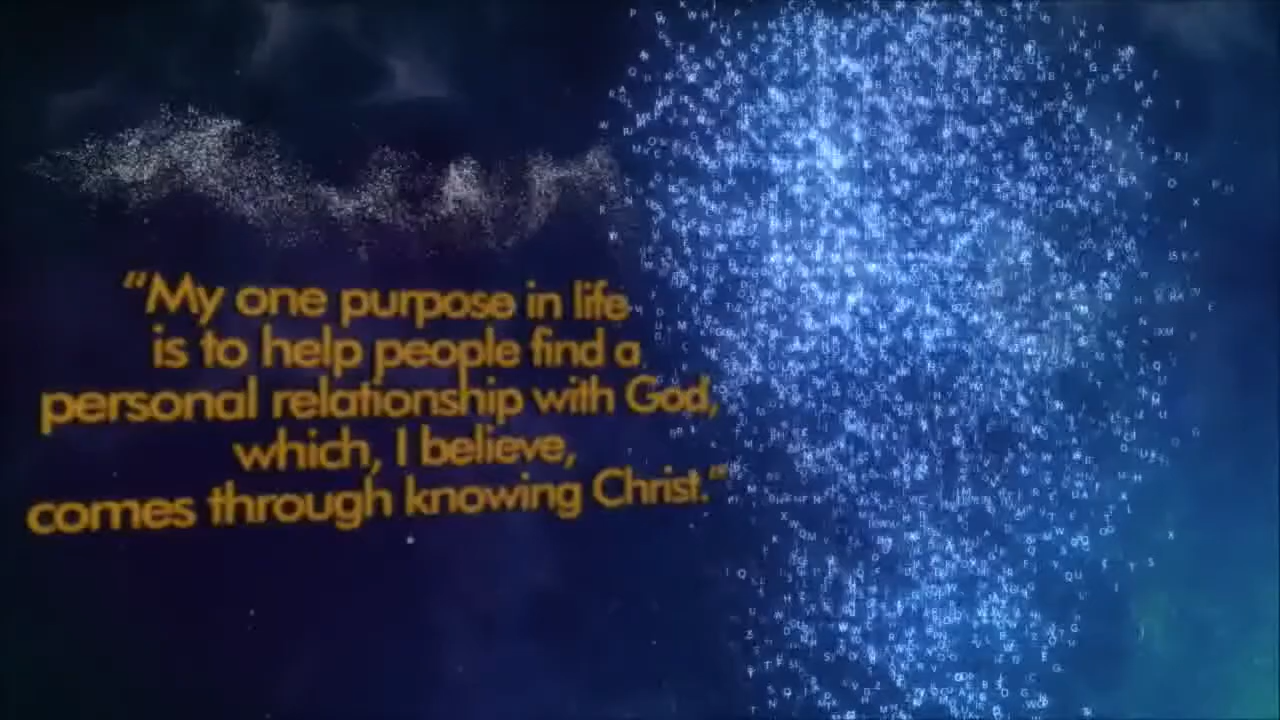 “My one purpose in life
is to help people find a
personal relationship with God,
which, I believe,
comes through knowing Christ.”